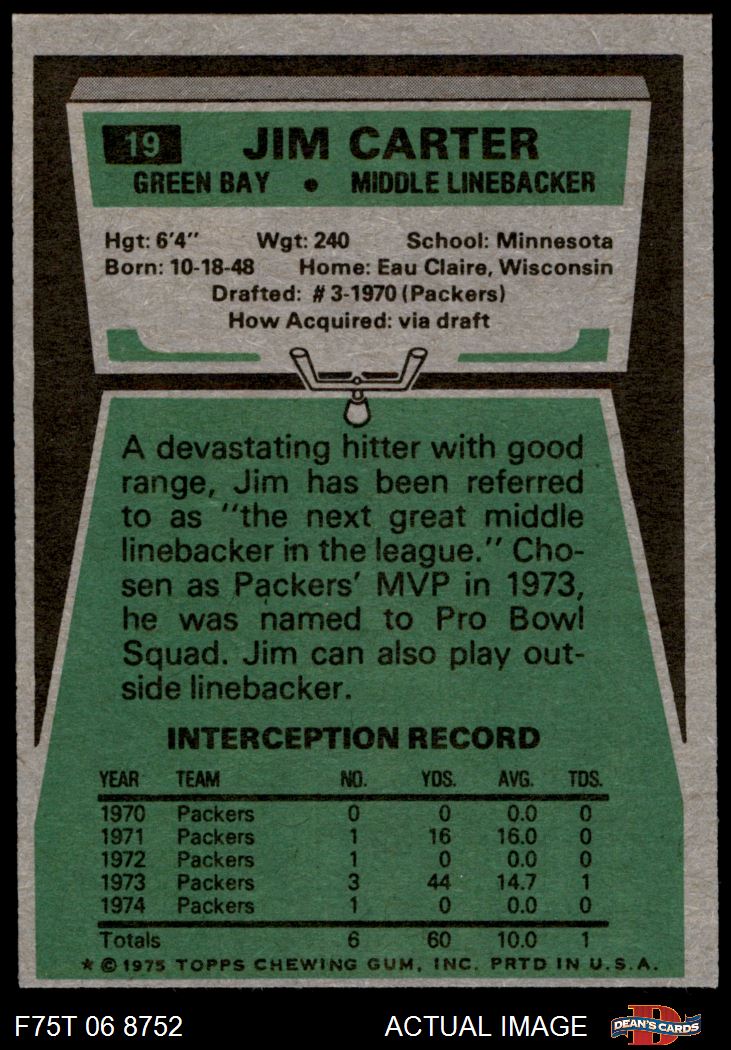 19 JIM CARTER
GREEN BAY • MIDDLE LINEBACKER
Hgt: 6'4" Wgt: 240 School: Minnesota
Born: 10-18-48 Home: Eau Claire, Wisconsin
Drafted: #3-1970 (Packers)
How Acquired: via draft
A devastating hitter with good
range, Jim has been referred
to as "the next great middle
linebacker in the league." Cho-
sen as Packers' MVP in 1973,
he was named to Pro Bowl
Squad. Jim can also play out-
side linebacker.
INTERCEPTION RECORD
YEAR TEAM NO. YDS. AVG. TDS.
1970 Packers 0 0 0.0 0
1971 Packers 1 16 16.0 0
1972 Packers 1 0 0.0 0
1973 Packers 3 44 14.7 1
1974 Packers 1 0 0.0 0
Totals 6 60 10.0 1
★ © 1975 TOPPS CHEWING GUM, INC. PRTD IN U.S.A.
F75T 06 8752 ACTUAL IMAGE D DEAN'S CARDS